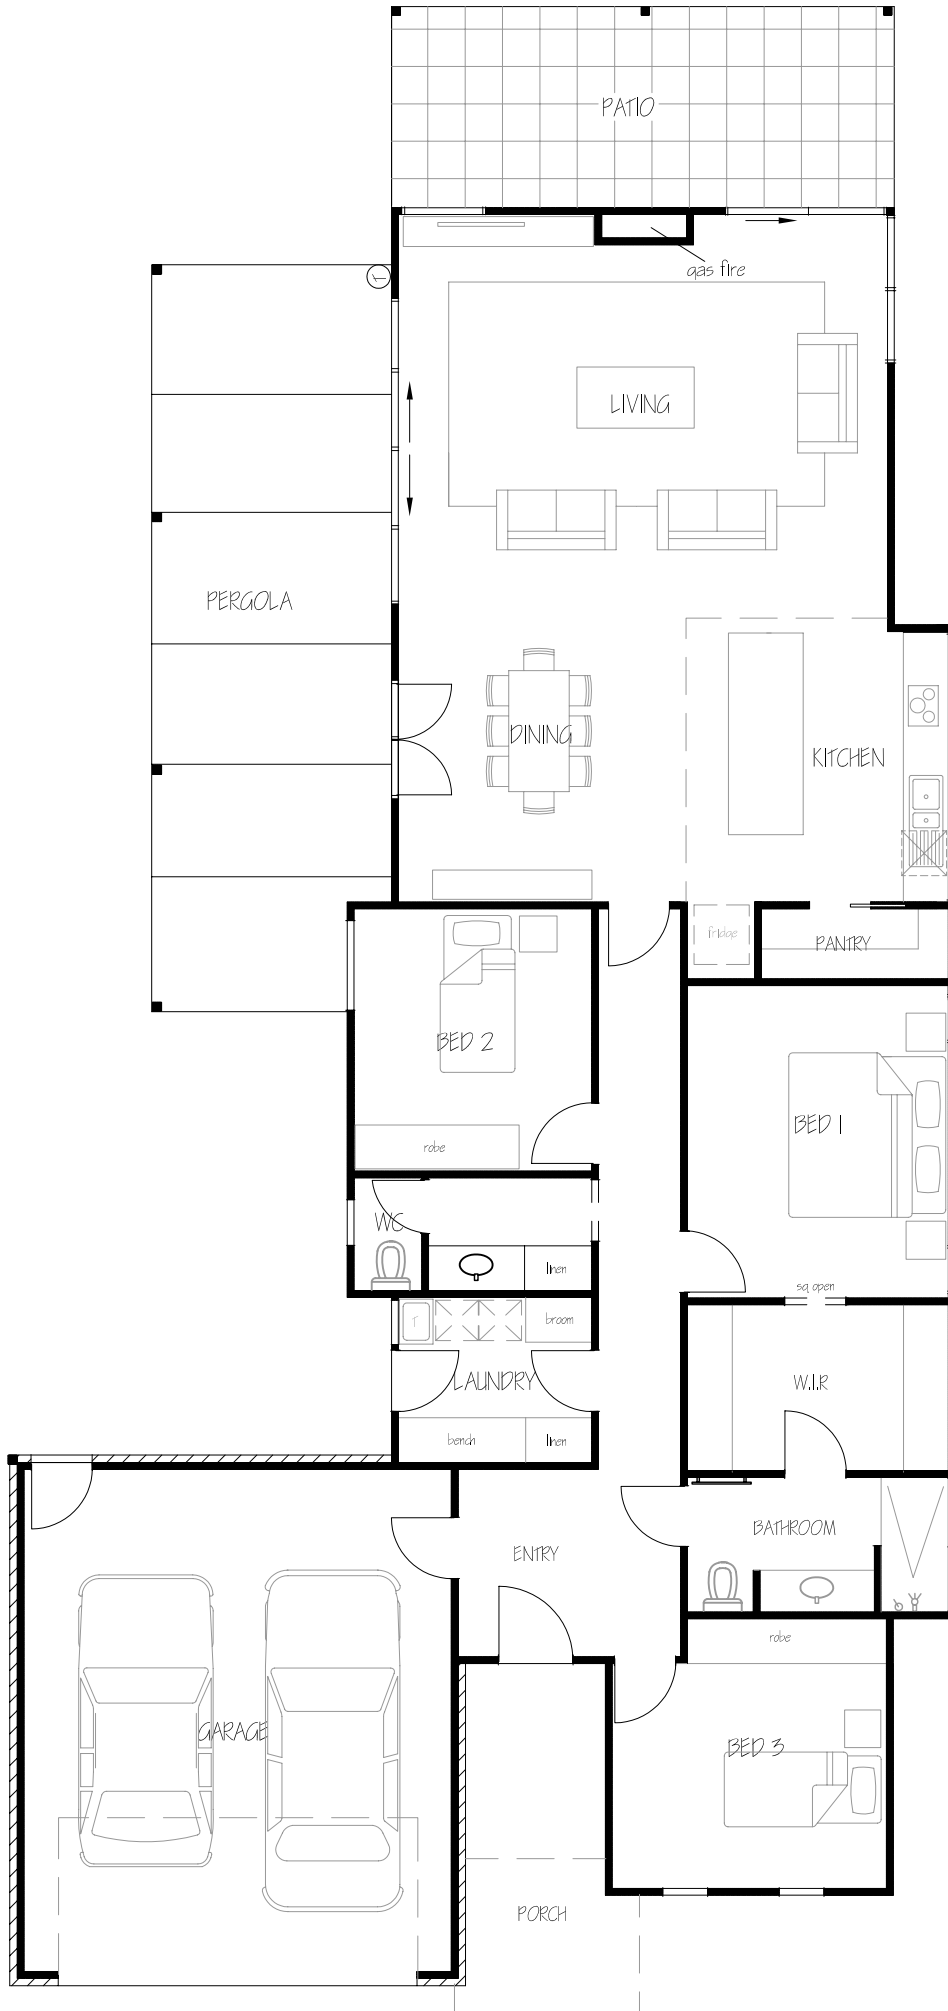 PATIO
gas fire
LIVING
PERGOLA
DINING
KITCHEN
fridge
PANTRY
BED 2
BED 1
robe
WC
sq. open
linen
T
broom
LAUNDRY
W.I.R
bench
linen
BATHROOM
ENTRY
robe
GARAGE
BED 3
PORCH